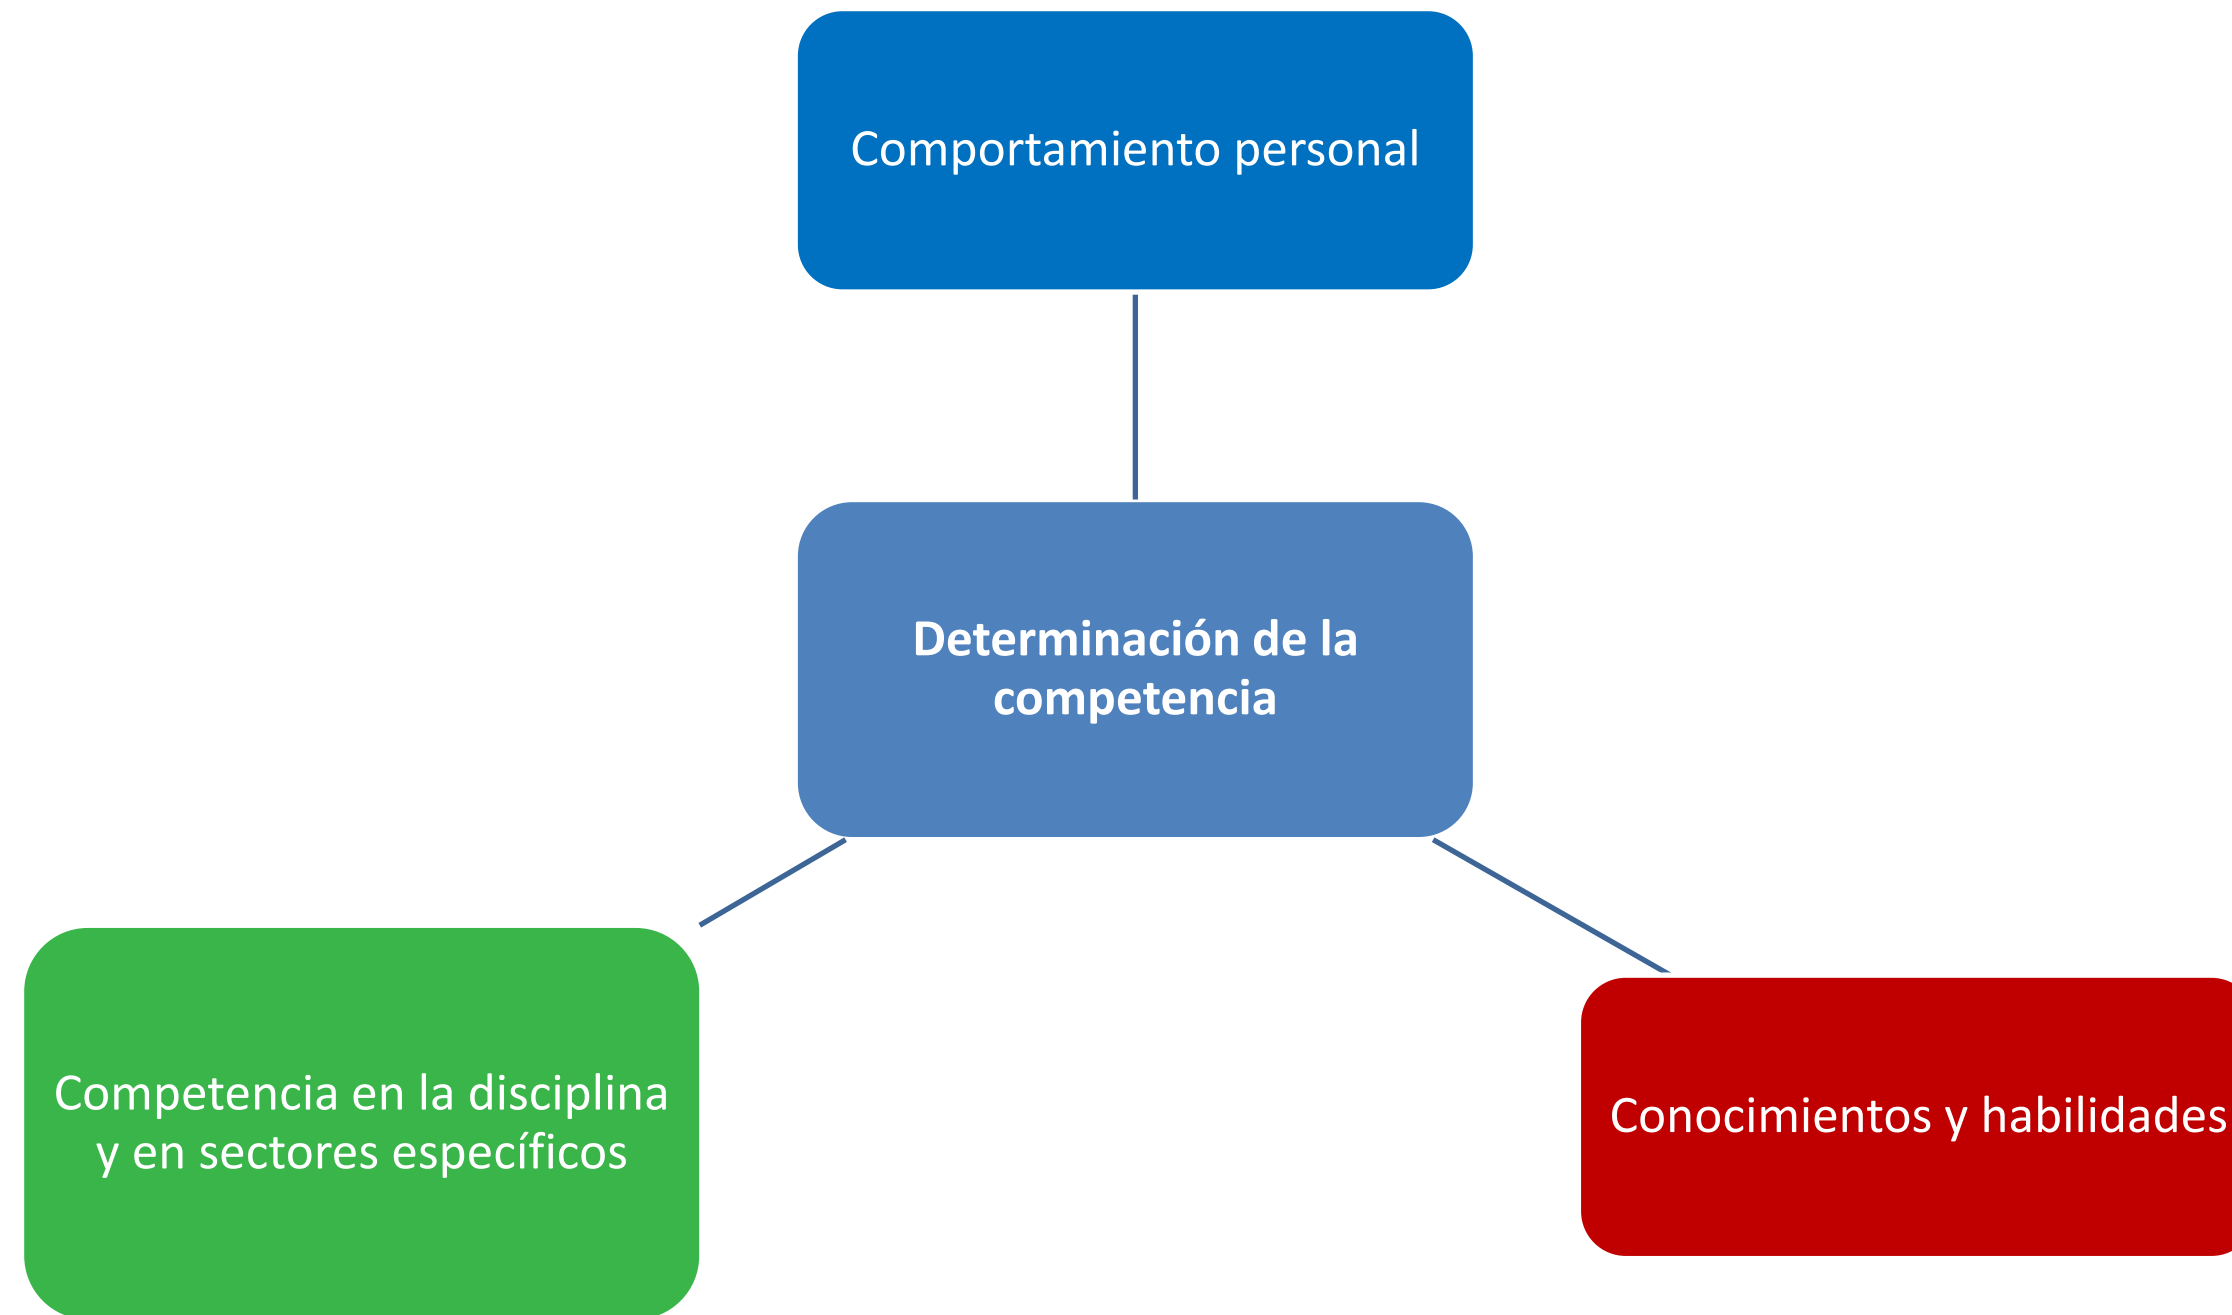 Comportamiento personal
Determinación de la
competencia
Competencia en la disciplina
y en sectores específicos
Conocimientos y habilidades